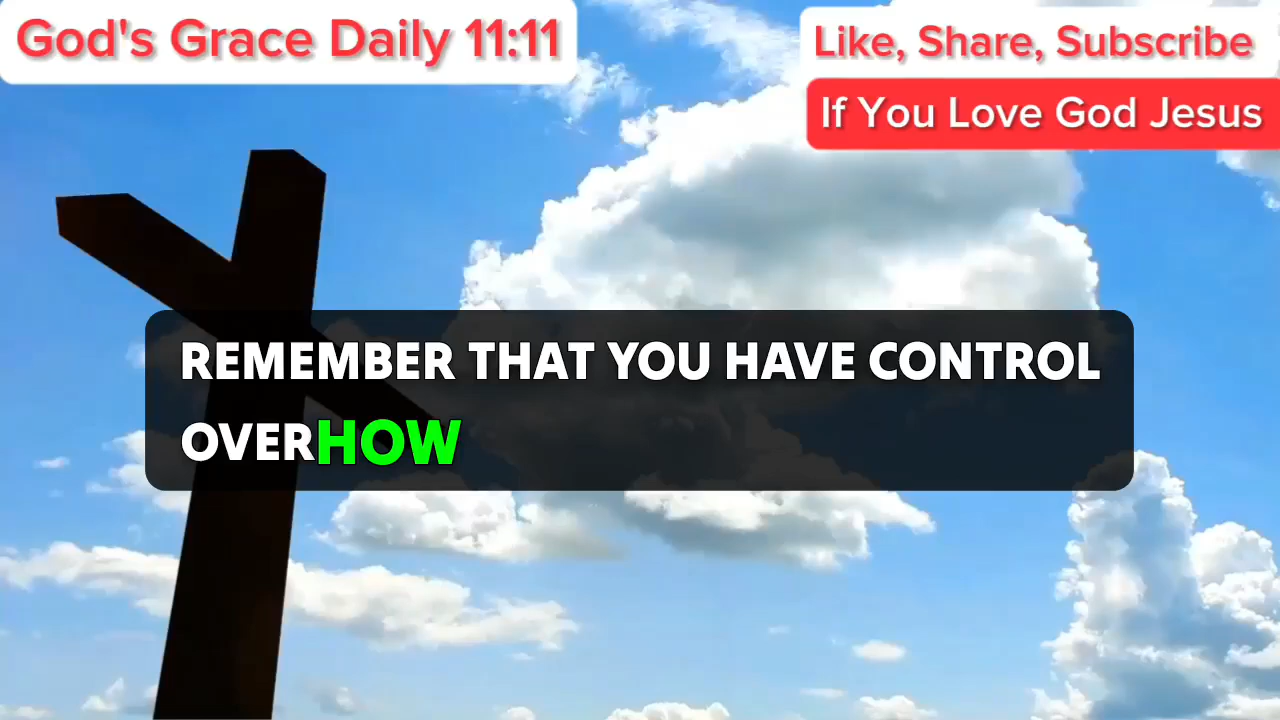 God's Grace Daily 11:11
Like, Share, Subscribe
If You Love God Jesus
REMEMBER THAT YOU HAVE CONTROL
OVERHOW